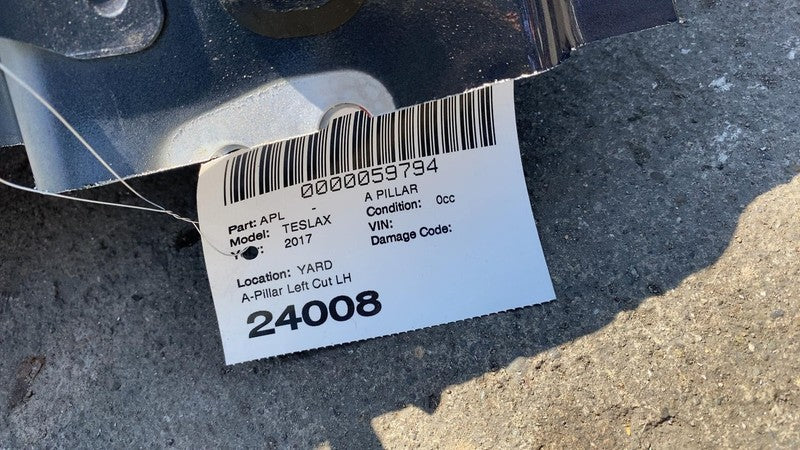 0000059794
Part: APL - A PILLAR
Model: TESLAX Condition: 0cc
Y : 2017 VIN:
Damage Code:
Location: YARD
A-Pillar Left Cut LH
24008